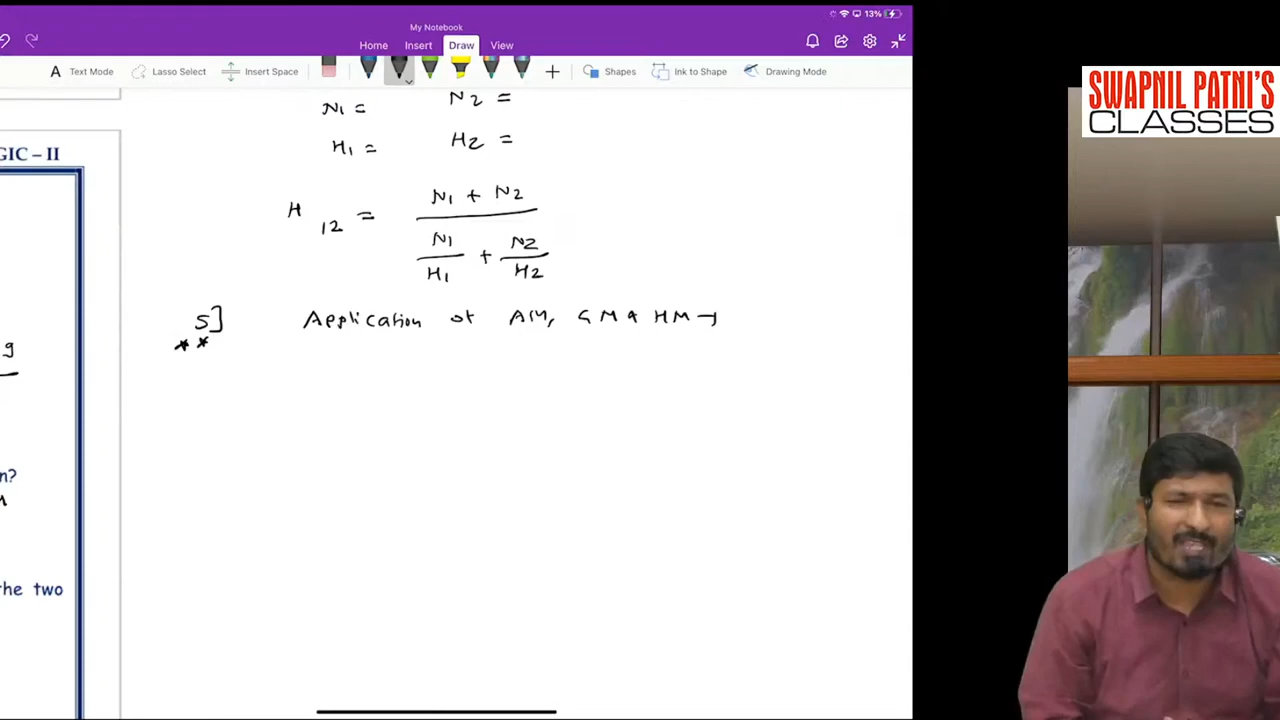 13%
My Notebook
Home Insert Draw View
Text Mode Lasso Select Insert Space Shapes Ink to Shape Drawing Mode
SWAPNIL PATNI'S
CLASSES
N1 = N2 =
H1 = H2 =
GIC – II
N1 + N2
H 12 =
N1/H1 + N2/H2
5] Application of AM, GM & HM →
**
g
n?
the two